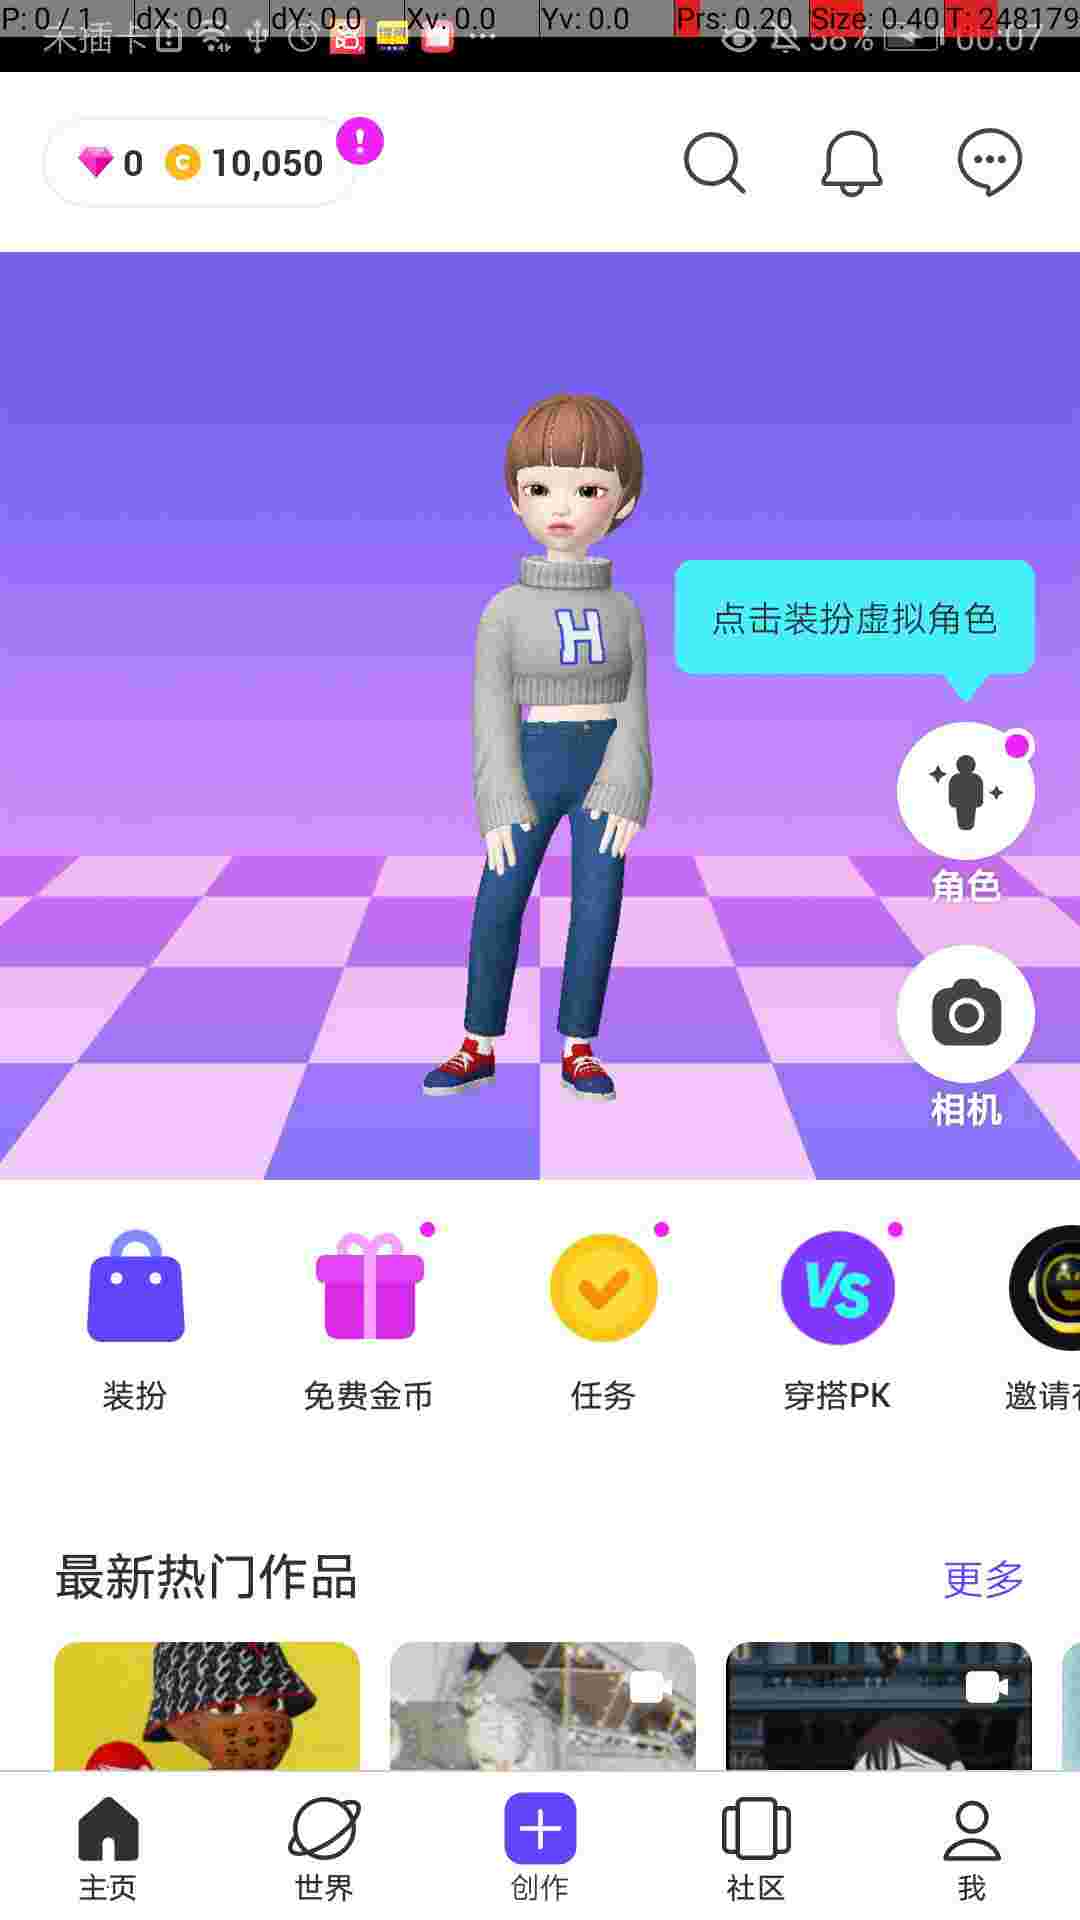 P: 0 / 1 dX: 0.0 dY: 0.0 Xv: 0.0 Yv: 0.0 Prs: 0.20 Size: 0.40 T: 248179
未插卡 58% 00:07
0 C 10,050
H
点击装扮虚拟角色
角色
相机
VS
装扮 免费金币 任务 穿搭PK 邀请
最新热门作品 更多
主页 世界 创作 社区 我